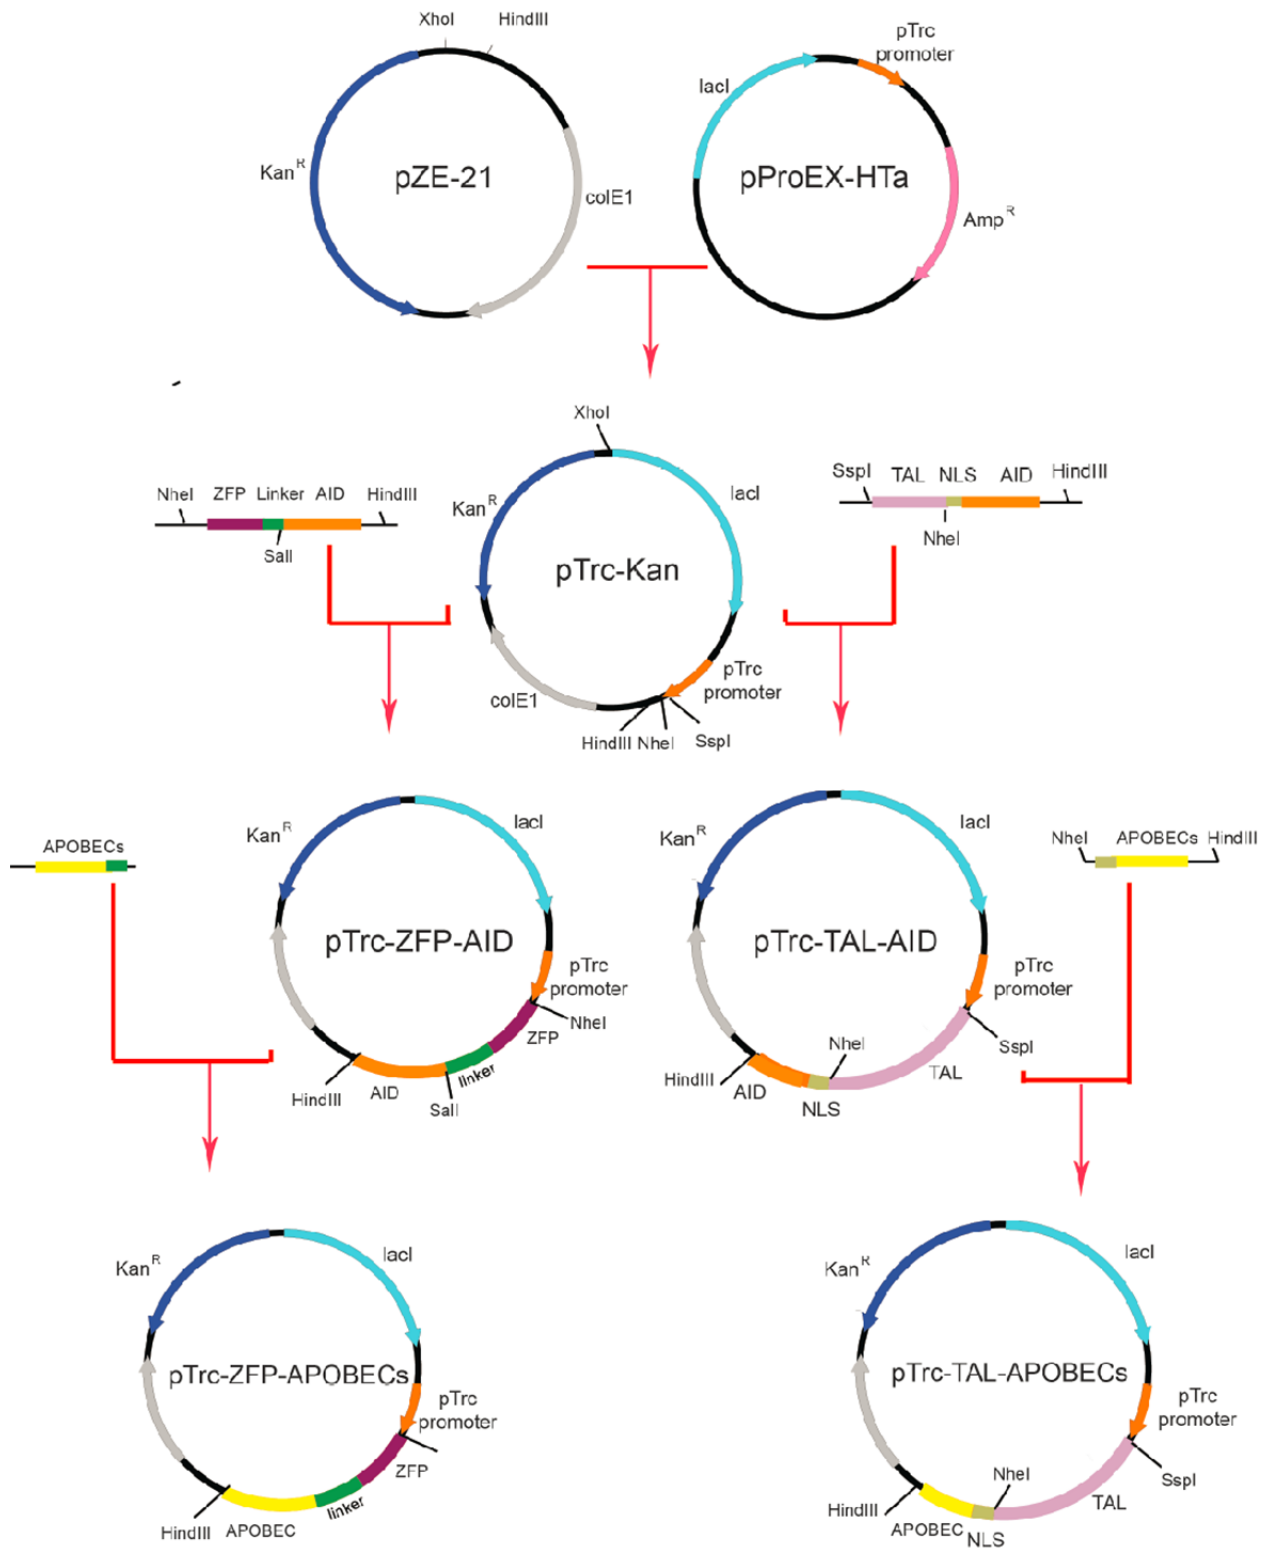 XhoI
HindIII
KanR
pZE-21
colE1
pTrc
promoter
lacI
pProEX-HTa
AmpR
XhoI
NheI
ZFP
Linker
AID
HindIII
SalI
KanR
lacI
pTrc-Kan
colE1
pTrc
promoter
HindIII
NheI
SspI
SspI
TAL
NLS
AID
HindIII
NheI
APOBECs
KanR
lacI
pTrc-ZFP-AID
pTrc
promoter
NheI
ZFP
linker
SalI
AID
HindIII
KanR
lacI
pTrc-TAL-AID
pTrc
promoter
SspI
TAL
NheI
NLS
AID
HindIII
NheI
APOBECs
HindIII
KanR
lacI
pTrc-ZFP-APOBECs
pTrc
promoter
ZFP
linker
APOBEC
HindIII
KanR
lacI
pTrc-TAL-APOBECs
pTrc
promoter
SspI
TAL
NheI
NLS
APOBEC
HindIII